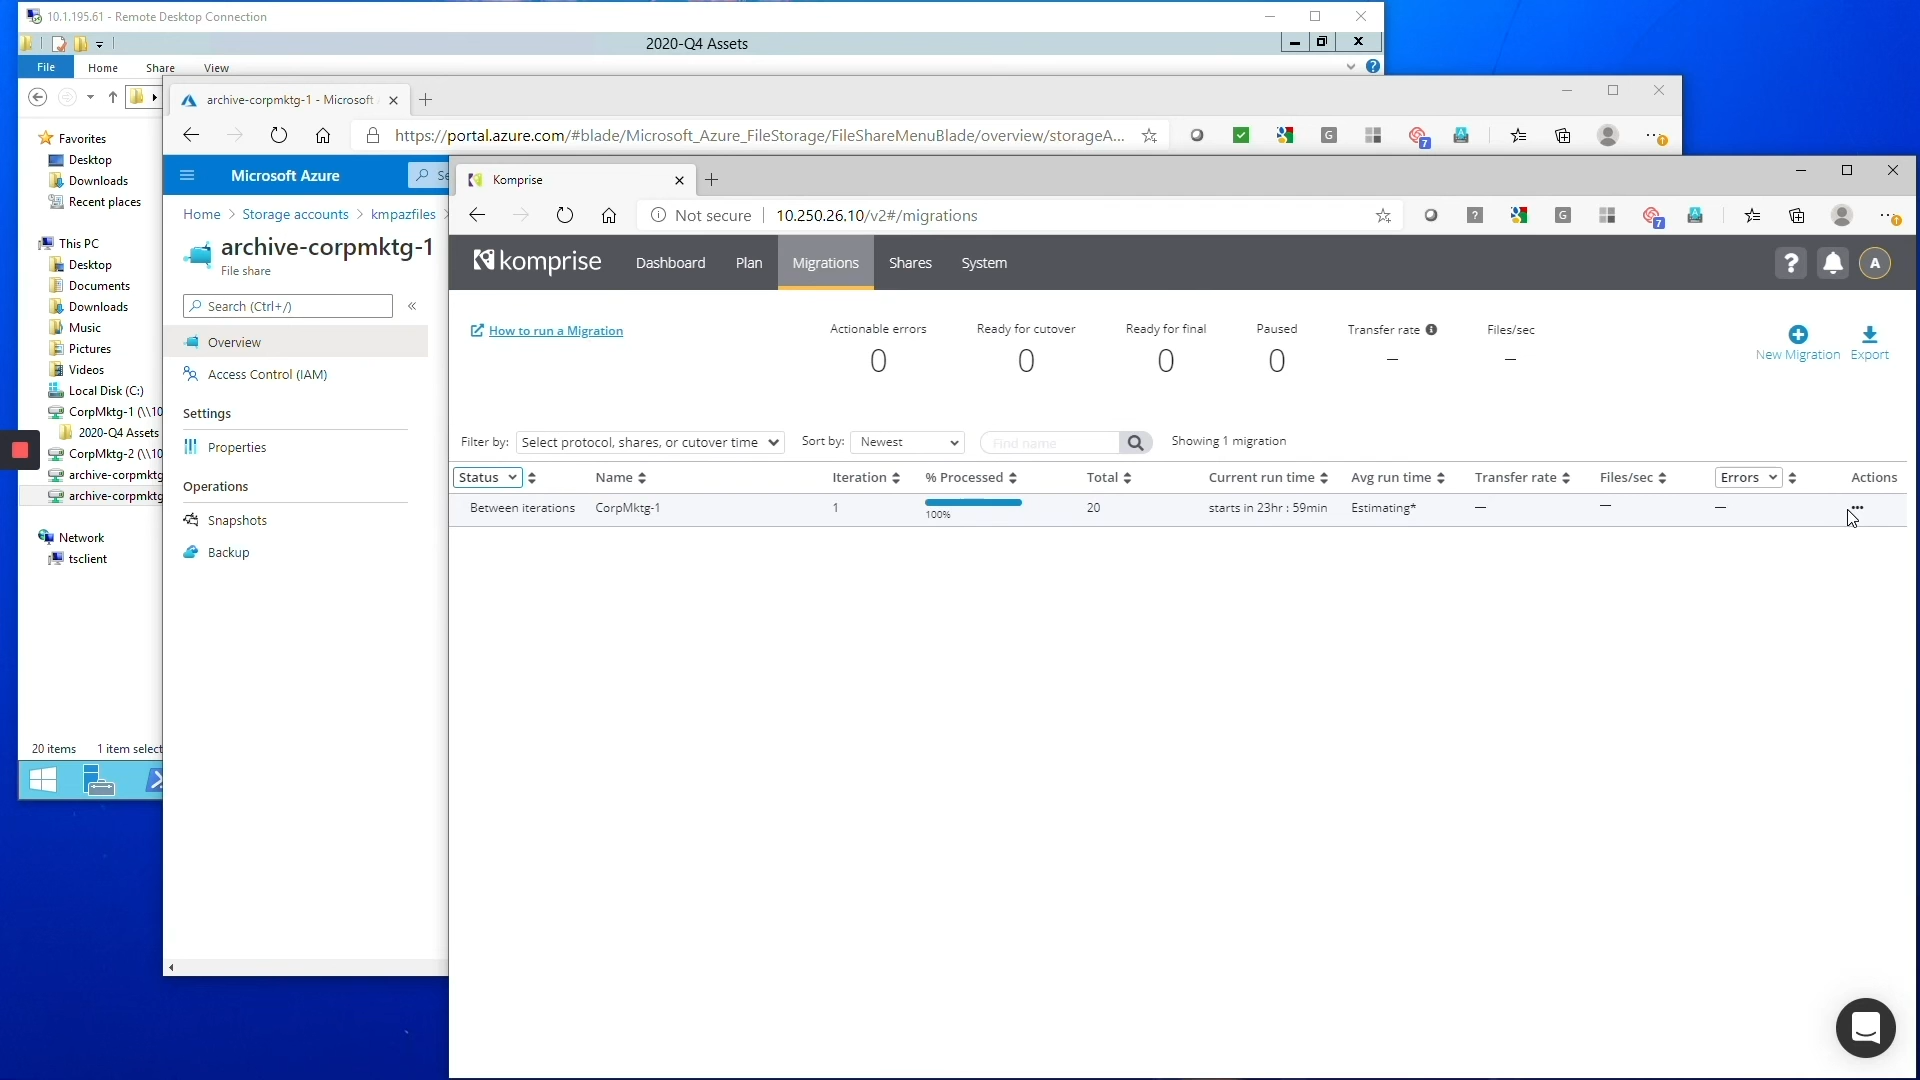 10.1.195.61 - Remote Desktop Connection
2020-Q4 Assets
File Home Share View
archive-corpmktg-1 - Microsoft
https://portal.azure.com/#blade/Microsoft_Azure_FileStorage/FileShareMenuBlade/overview/storageA...
7
Favorites
Desktop
Downloads
Recent places
This PC
Desktop
Documents
Downloads
Music
Pictures
Videos
Local Disk (C:)
CorpMktg-1 (\\10
2020-Q4 Assets
CorpMktg-2 (\\10
archive-corpmktg
archive-corpmktg
Network
tsclient
20 items 1 item select
Microsoft Azure
Se
Home > Storage accounts > kmpazfiles >
archive-corpmktg-1
File share
Search (Ctrl+/)
Overview
Access Control (IAM)
Settings
Properties
Operations
Snapshots
Backup
Komprise
Not secure | 10.250.26.10/v2#/migrations
7
komprise
Dashboard Plan Migrations Shares System
? A
How to run a Migration
Actionable errors Ready for cutover Ready for final Paused Transfer rate Files/sec
0 0 0 0 – –
New Migration Export
Filter by: Select protocol, shares, or cutover time Sort by: Newest Find name Showing 1 migration
Status Name Iteration % Processed Total Current run time Avg run time Transfer rate Files/sec Errors Actions
Between iterations CorpMktg-1 1 100% 20 starts in 23hr : 59min Estimating* — — — •••